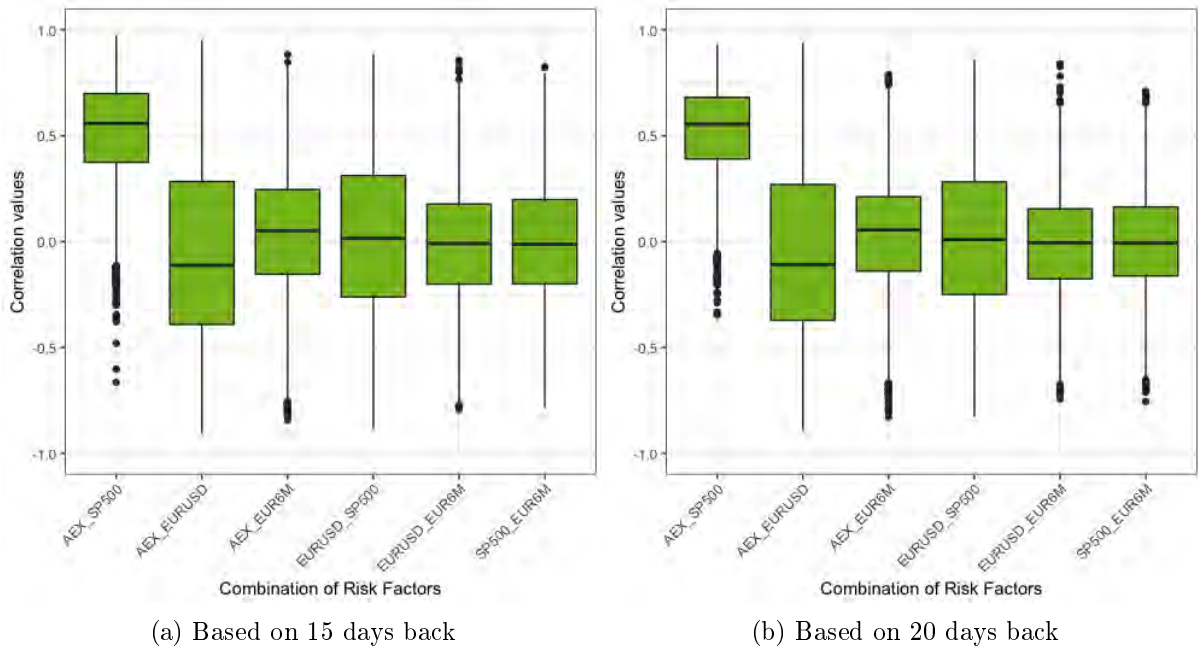 1.0
0.5
0.0
-0.5
-1.0
Correlation values
AEX_SP500
AEX_EURUSD
AEX_EUR6M
EURUSD_SP500
EURUSD_EUR6M
SP500_EUR6M
Combination of Risk Factors
(a) Based on 15 days back
1.0
0.5
0.0
-0.5
-1.0
Correlation values
AEX_SP500
AEX_EURUSD
AEX_EUR6M
EURUSD_SP500
EURUSD_EUR6M
SP500_EUR6M
Combination of Risk Factors
(b) Based on 20 days back